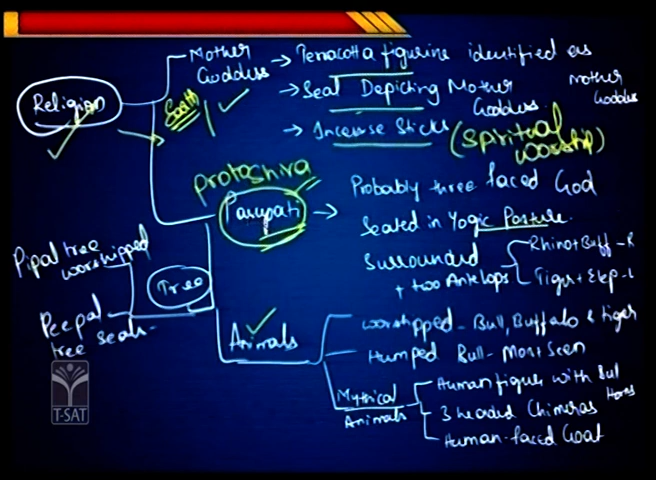 Religion
Mother
Goddess
→ Terracotta figurine identified as
Mother
Goddess
→ Seal Depicting Mother
Goddess
→ Incense Sticks (spiritual
worship)
Earth
protoshiva
Pasupati →
Probably three faced God
Seated in Yogic Posture.
Surrounded
+ two Antelops
Rhino + Buff - R
Tiger + Elep - L
Pipal tree
worshipped
Peepal
tree seals-
Tree
Animals
worshipped - Bull, Buffalo & tiger
Humped Bull - Most Seen
Mythical
Animals
Human figure with Bul
Horns
3 headed Chimeras
Human-faced Goat
T-SAT